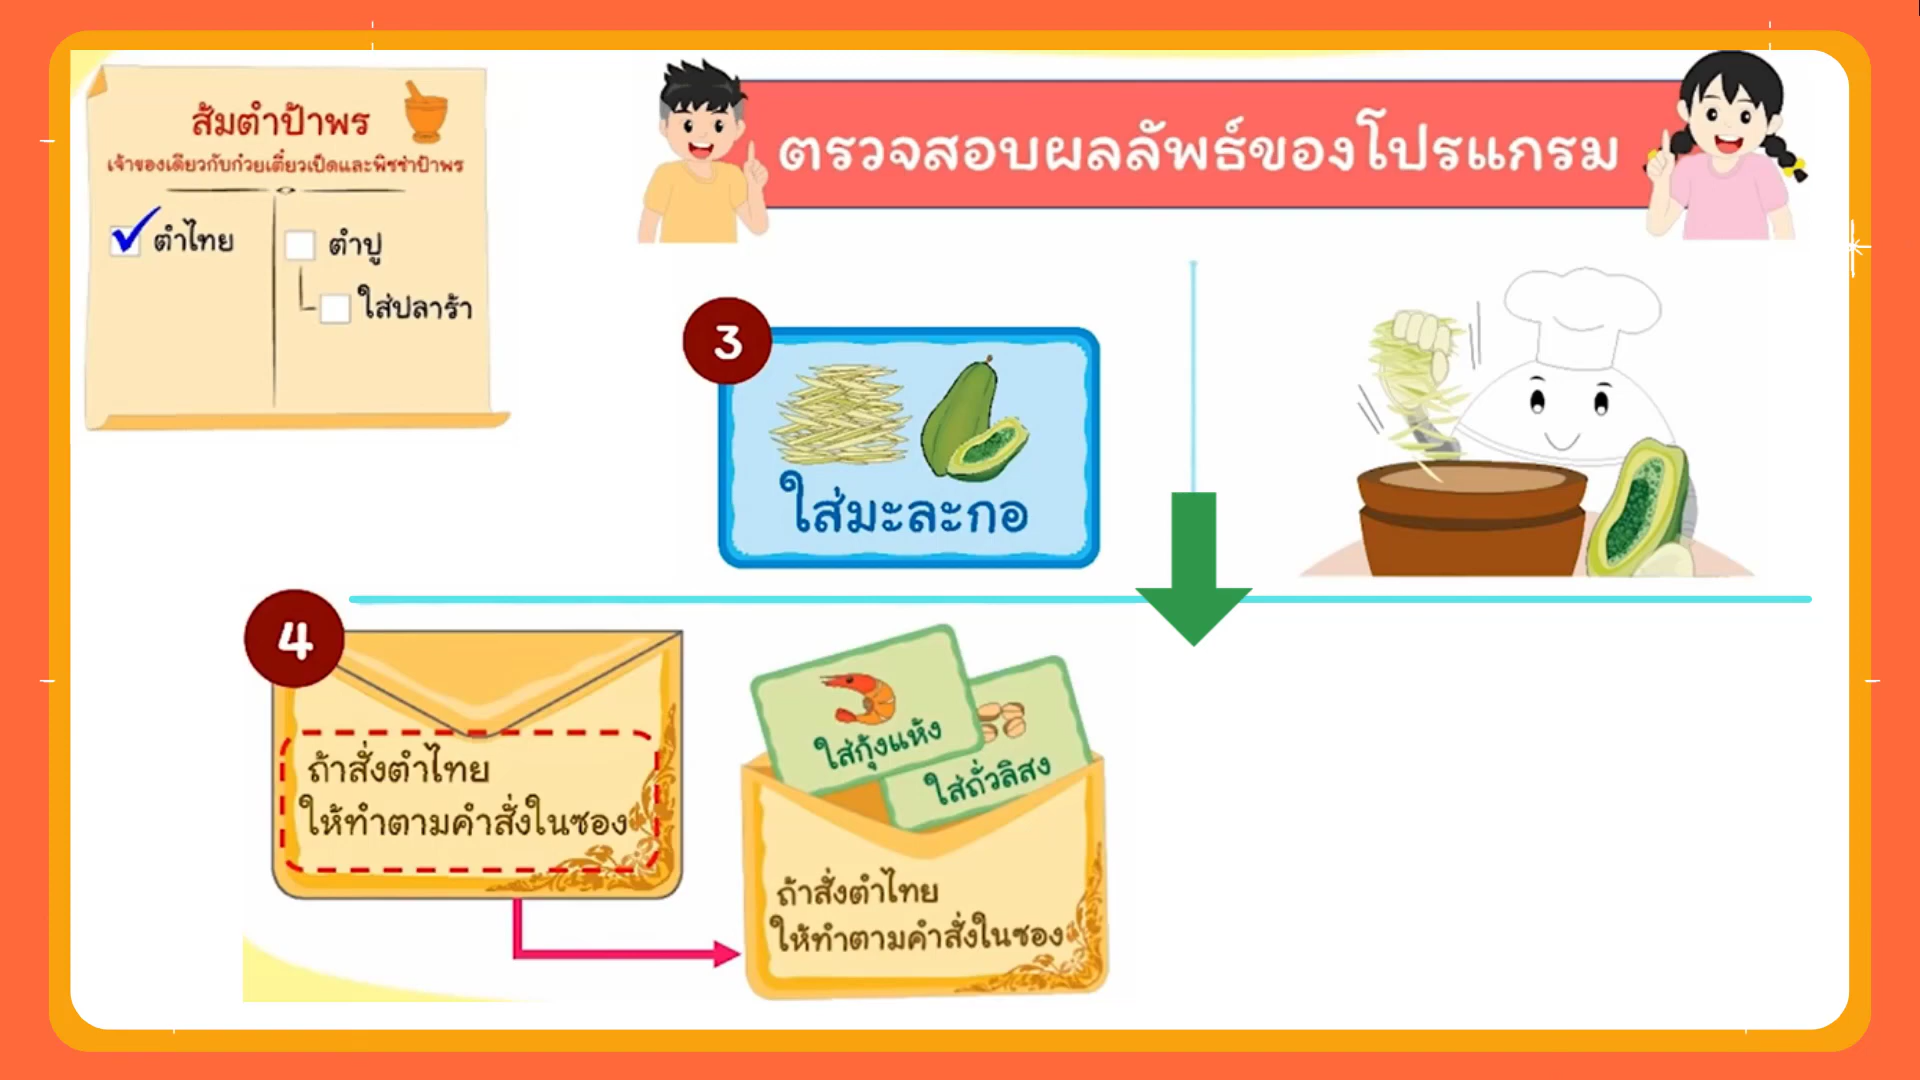 ส้มตำป้าพร
เจ้าของเดียวกับก๋วยเตี๋ยวเป็ดและพิซซ่าป้าพร
ตำไทย
ตำปู
ใส่ปลาร้า
ตรวจสอบผลลัพธ์ของโปรแกรม
3
ใส่มะละกอ
4
ถ้าสั่งตำไทย
ให้ทำตามคำสั่งในซอง
ใส่กุ้งแห้ง
ใส่ถั่วลิสง
ถ้าสั่งตำไทย
ให้ทำตามคำสั่งในซอง